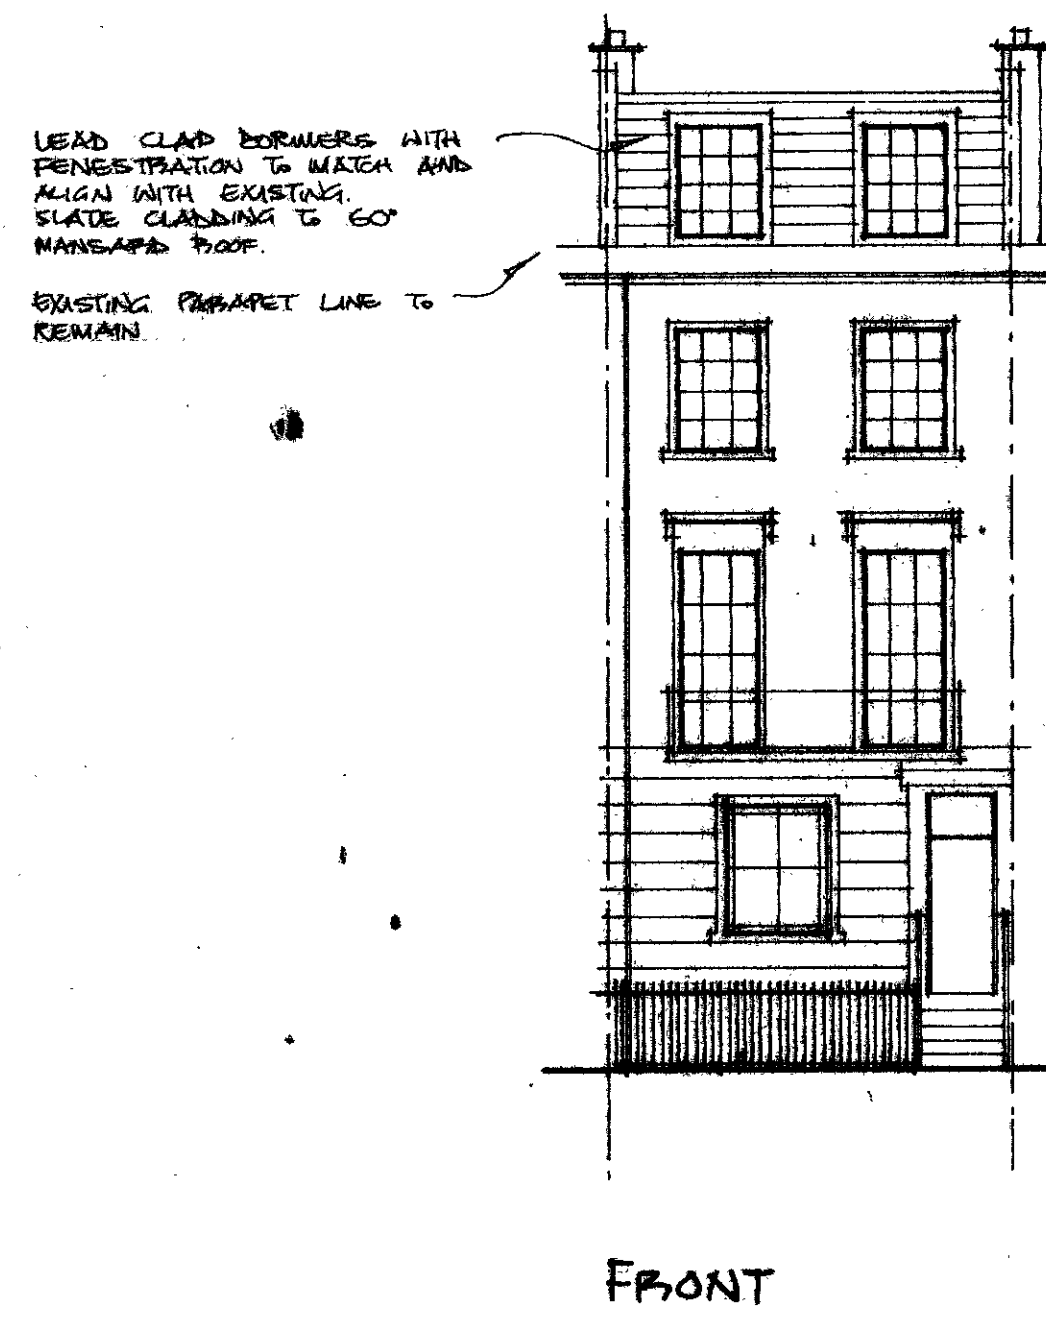 LEAD CLAD DORMERS WITH
FENESTRATION TO MATCH AND
ALIGN WITH EXISTING.
SLATE CLADDING TO 60°
MANSARD ROOF.
EXISTING PARAPET LINE TO
REMAIN
FRONT